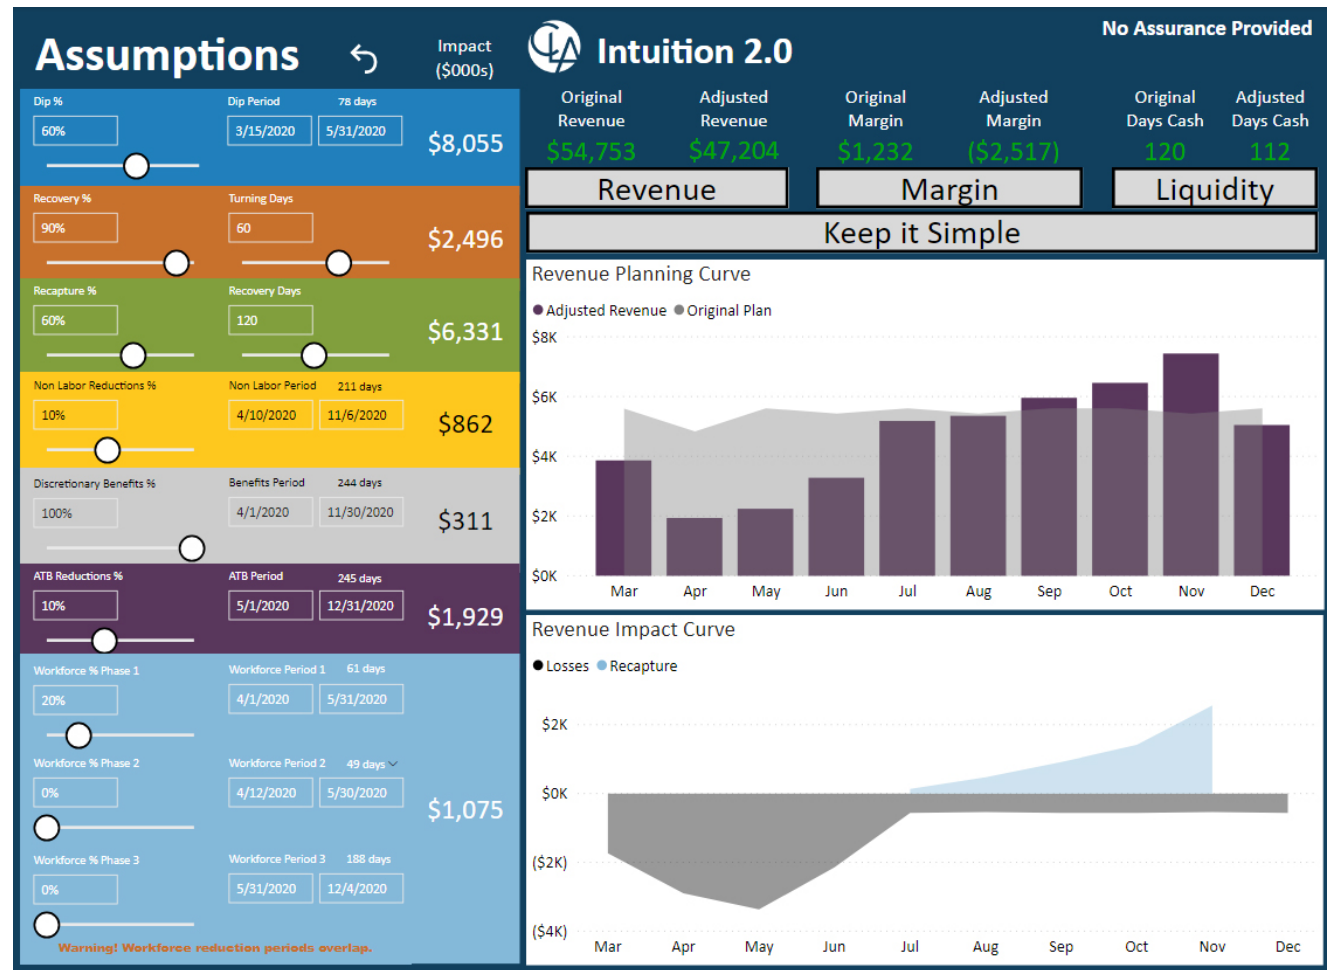 Assumptions
Impact
($000s)
Dip %
Dip Period
78 days
60%
3/15/2020
5/31/2020
$8,055
Recovery %
Turning Days
90%
60
$2,496
Recapture %
Recovery Days
60%
120
$6,331
Non Labor Reductions %
Non Labor Period
211 days
10%
4/10/2020
11/6/2020
$862
Discretionary Benefits %
Benefits Period
244 days
100%
4/1/2020
11/30/2020
$311
ATB Reductions %
ATB Period
245 days
10%
5/1/2020
12/31/2020
$1,929
Workforce % Phase 1
Workforce Period 1
61 days
20%
4/1/2020
5/31/2020
Workforce % Phase 2
Workforce Period 2
49 days
0%
4/12/2020
5/30/2020
$1,075
Workforce % Phase 3
Workforce Period 3
188 days
0%
5/31/2020
12/4/2020
Warning! Workforce reduction periods overlap.
CLA
Intuition 2.0
No Assurance Provided
Original
Revenue
$54,753
Adjusted
Revenue
$47,204
Original
Margin
$1,232
Adjusted
Margin
($2,517)
Original
Days Cash
120
Adjusted
Days Cash
112
Revenue
Margin
Liquidity
Keep it Simple
Revenue Planning Curve
Adjusted Revenue
Original Plan
$8K
$6K
$4K
$2K
$0K
Mar Apr May Jun Jul Aug Sep Oct Nov Dec
Revenue Impact Curve
Losses
Recapture
$2K
$0K
($2K)
($4K)
Mar Apr May Jun Jul Aug Sep Oct Nov Dec